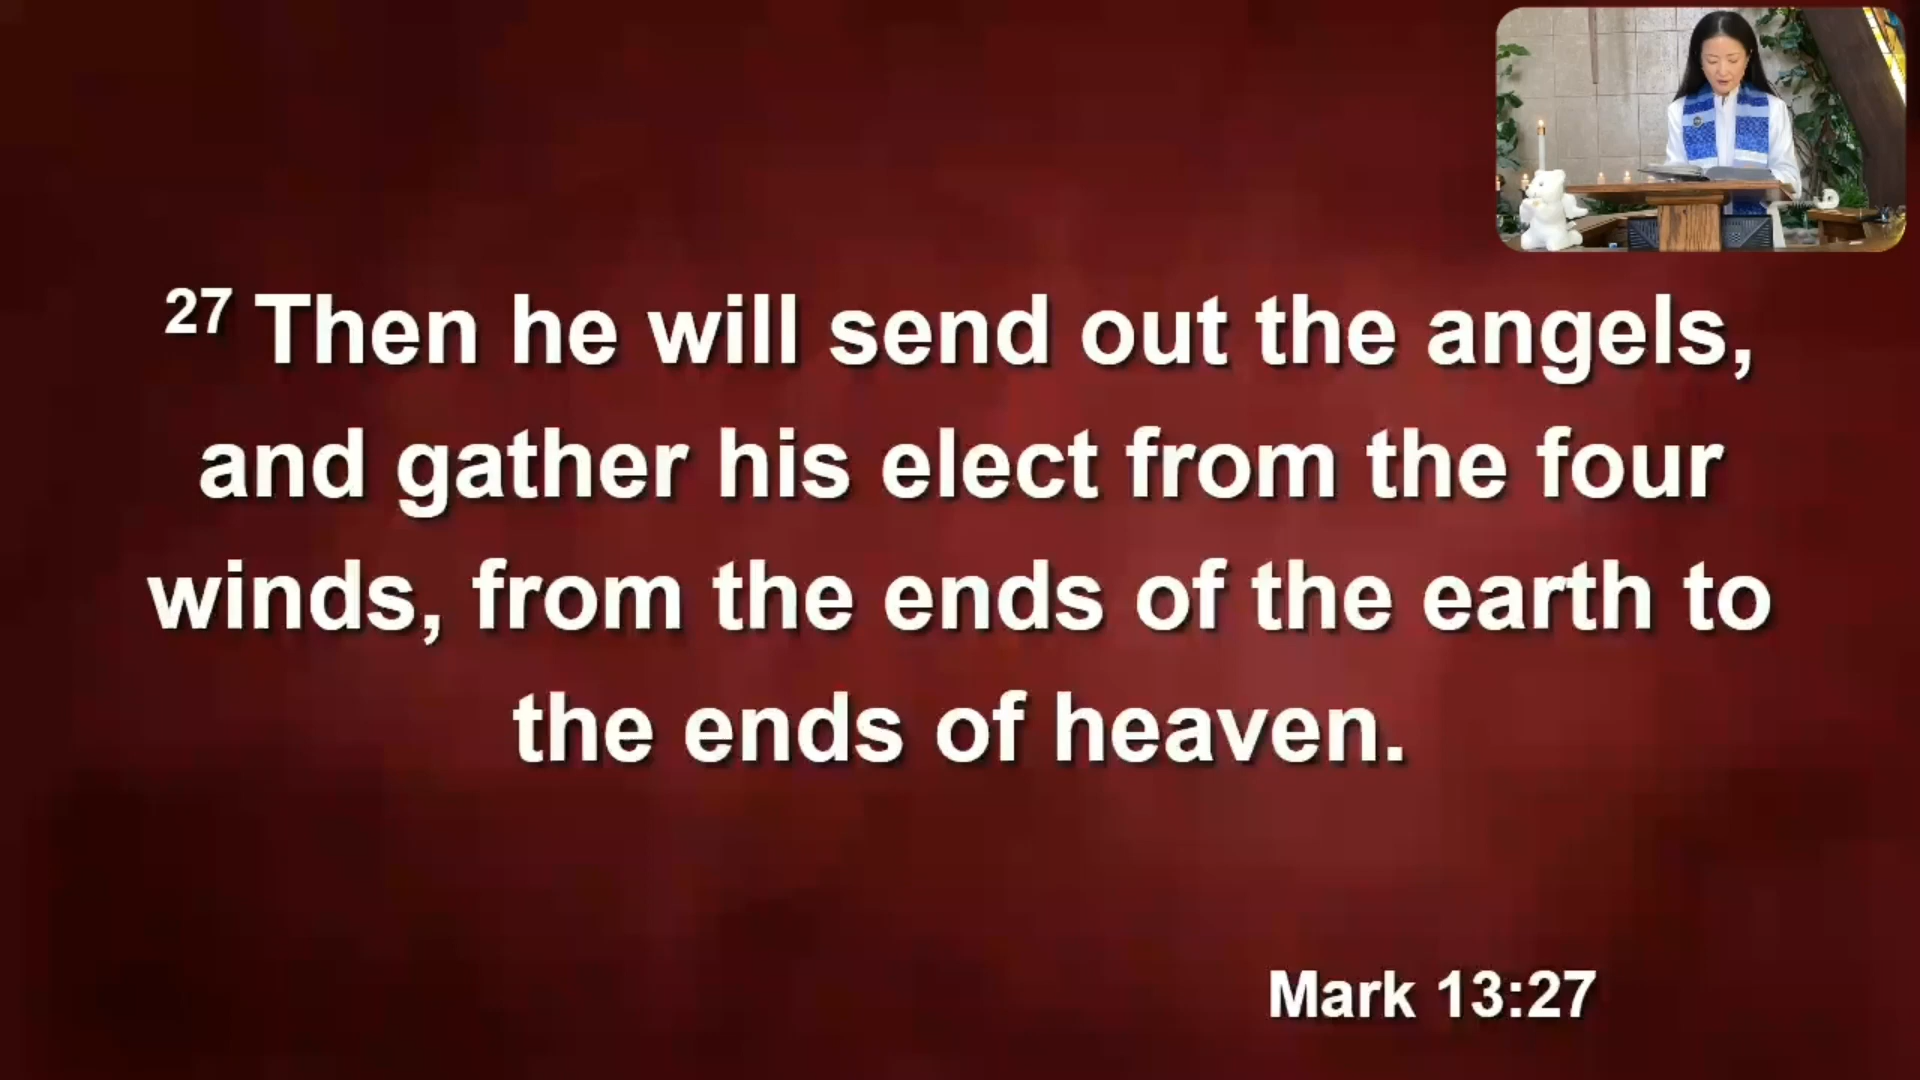 27 Then he will send out the angels,
and gather his elect from the four
winds, from the ends of the earth to
the ends of heaven.
Mark 13:27